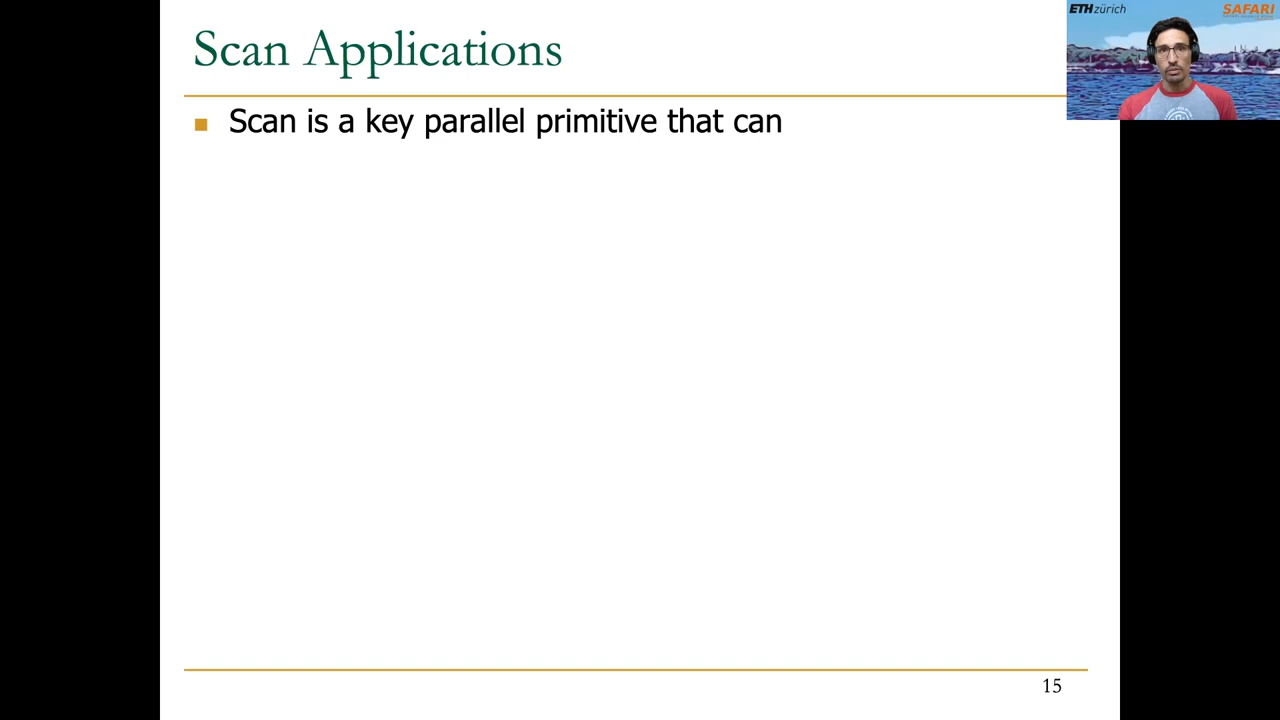 Scan Applications
Scan is a key parallel primitive that can
15
ETH zürich
SAFARI